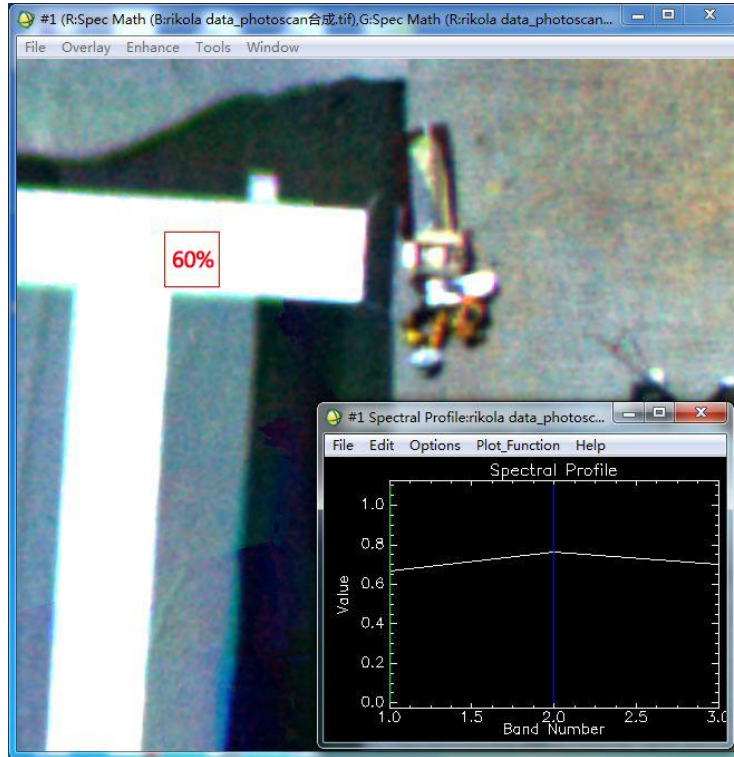 #1 (R:Spec Math (B:rikola data_photoscan合成.tif),G:Spec Math (R:rikola data_photoscan...
File Overlay Enhance Tools Window
60%
#1 Spectral Profile:rikola data_photosc...
File Edit Options Plot_Function Help
Spectral Profile
1.0
0.8
0.6
0.4
0.2
0.0
Value
1.0 1.5 2.0 2.5 3.0
Band Number